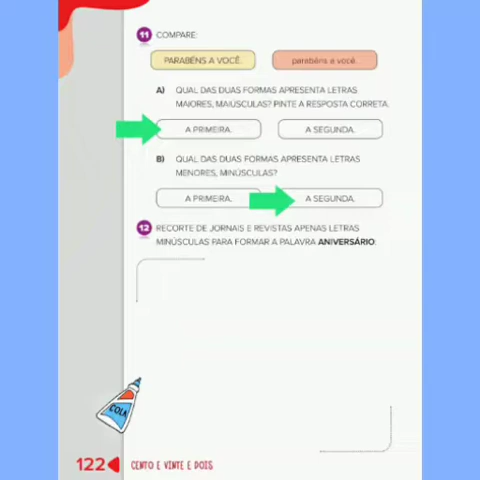 11 COMPARE:
PARABÉNS A VOCÊ. parabéns a você.
A) QUAL DAS DUAS FORMAS APRESENTA LETRAS
MAIORES, MAIÚSCULAS? PINTE A RESPOSTA CORRETA.
A PRIMEIRA. A SEGUNDA.
B) QUAL DAS DUAS FORMAS APRESENTA LETRAS
MENORES, MINÚSCULAS?
A PRIMEIRA. A SEGUNDA.
12 RECORTE DE JORNAIS E REVISTAS APENAS LETRAS
MINÚSCULAS PARA FORMAR A PALAVRA ANIVERSÁRIO.
COLA
122 CENTO E VINTE E DOIS